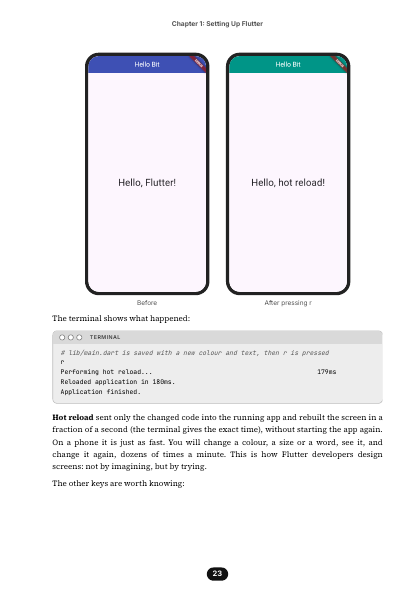 Chapter 1: Setting Up Flutter
Hello Bit
Hello Bit
Hello, Flutter!
Hello, hot reload!
Before
After pressing r
The terminal shows what happened:
TERMINAL
# lib/main.dart is saved with a new colour and text, then r is pressed
r
Performing hot reload... 179ms
Reloaded application in 180ms.
Application finished.
Hot reload sent only the changed code into the running app and rebuilt the screen in a
fraction of a second (the terminal gives the exact time), without starting the app again.
On a phone it is just as fast. You will change a colour, a size or a word, see it, and
change it again, dozens of times a minute. This is how Flutter developers design
screens: not by imagining, but by trying.
The other keys are worth knowing:
23